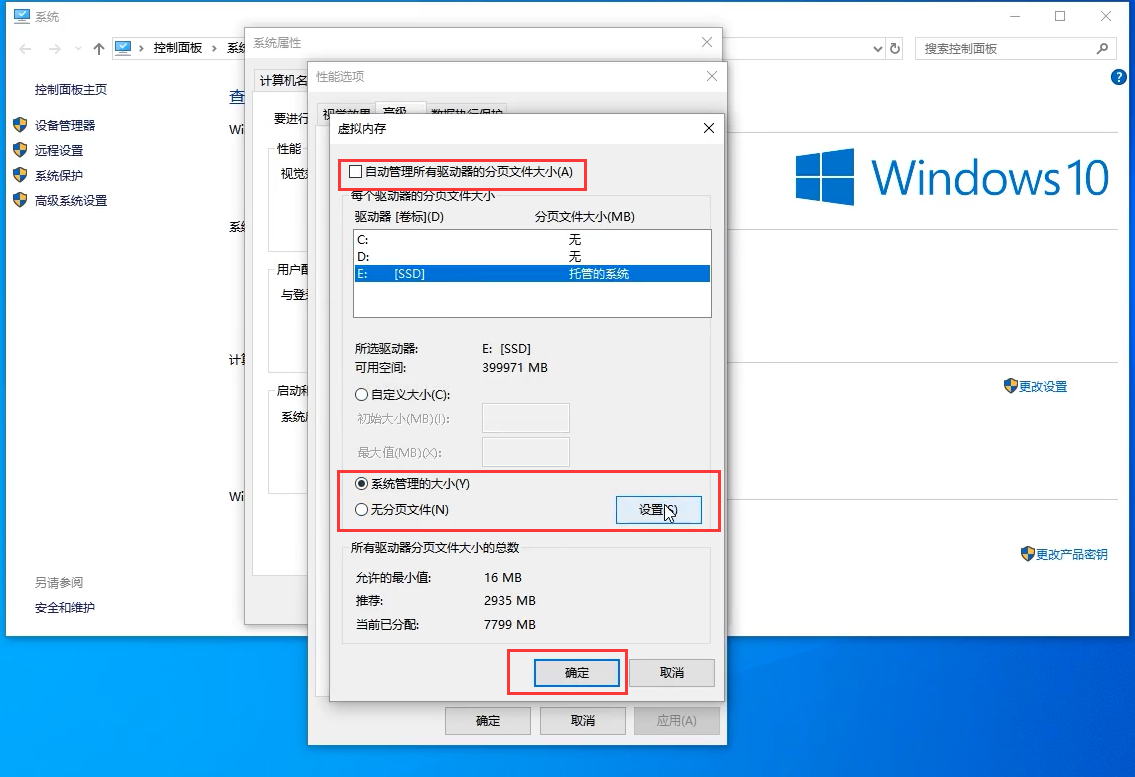 系统
控制面板
系统
搜索控制面板
控制面板主页
设备管理器
远程设置
系统保护
高级系统设置
另请参阅
安全和维护
查
Wi
系统
计算
Wi
Windows 10
更改设置
更改产品密钥
系统属性
计算机名
要进行
性能
视觉效
用户配
与登录
启动和
系统启
性能选项
视觉效果
高级
数据执行保护
虚拟内存
自动管理所有驱动器的分页文件大小(A)
每个驱动器的分页文件大小
驱动器 [卷标](D) 分页文件大小(MB)
C: 无
D: 无
E: [SSD] 托管的系统
所选驱动器: E: [SSD]
可用空间: 399971 MB
自定义大小(C):
初始大小(MB)(I):
最大值(MB)(X):
系统管理的大小(Y)
无分页文件(N)
设置(S)
所有驱动器分页文件大小的总数
允许的最小值: 16 MB
推荐: 2935 MB
当前已分配: 7799 MB
确定 取消
确定 取消 应用(A)